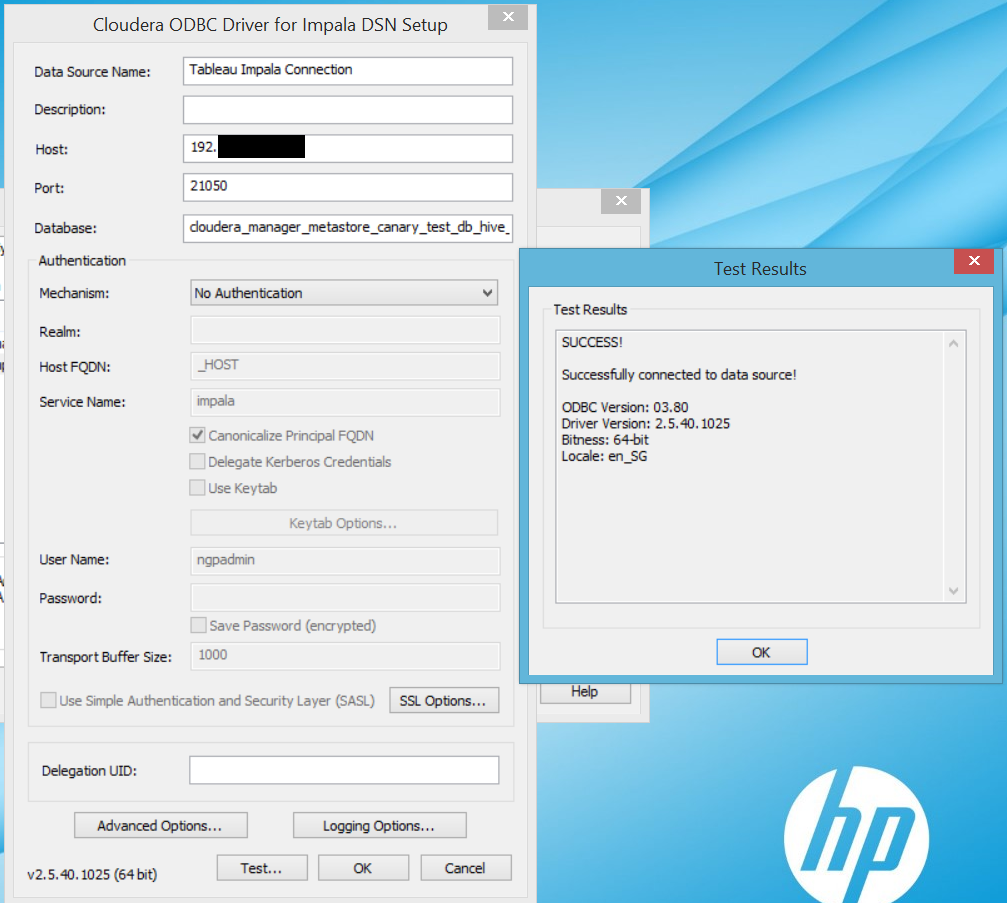 Cloudera ODBC Driver for Impala DSN Setup
Data Source Name: Tableau Impala Connection
Description:
Host: 192.
Port: 21050
Database: cloudera_manager_metastore_canary_test_db_hive_
Authentication
Mechanism: No Authentication
Realm:
Host FQDN: _HOST
Service Name: impala
Canonicalize Principal FQDN
Delegate Kerberos Credentials
Use Keytab
Keytab Options...
User Name: ngpadmin
Password:
Save Password (encrypted)
Transport Buffer Size: 1000
Use Simple Authentication and Security Layer (SASL) SSL Options...
Delegation UID:
Advanced Options... Logging Options...
v2.5.40.1025 (64 bit) Test... OK Cancel
Test Results
Test Results
SUCCESS!
Successfully connected to data source!
ODBC Version: 03.80
Driver Version: 2.5.40.1025
Bitness: 64-bit
Locale: en_SG
OK
Help
hp